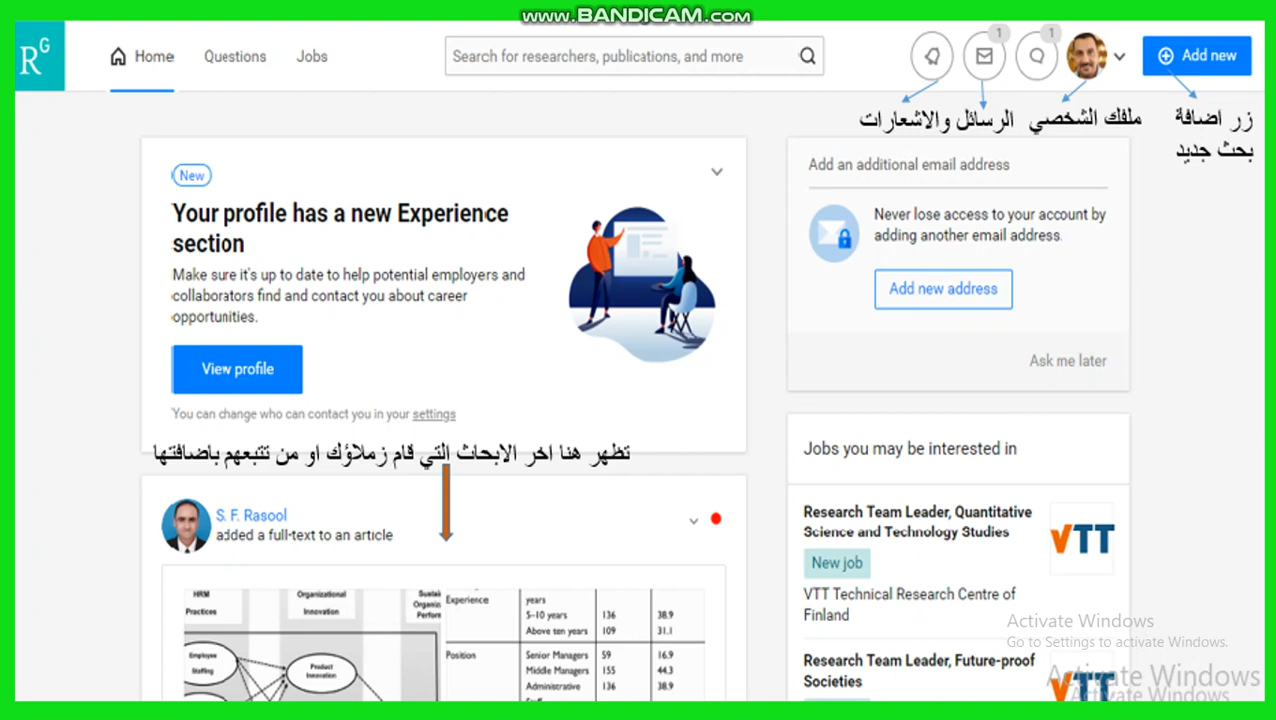 www.BANDICAM.com
RG
Home Questions Jobs
Search for researchers, publications, and more
1 1
Add new
زر اضافة
بحث جديد
ملفك الشخصي
الرسائل والاشعارات
New
Your profile has a new Experience
section
Make sure it's up to date to help potential employers and
collaborators find and contact you about career
opportunities.
View profile
You can change who can contact you in your settings
تظهر هنا اخر الابحاث التي قام زملاؤك او من تتبعهم باضافتها
S. F. Rasool
added a full-text to an article
HRM
Practices
Organizational
Innovation
Experience years
5-10 years 136 38.9
Above ten years 109 31.1
Position Senior Managers 59 16.9
Middle Managers 155 44.3
Administrative 136 38.9
Employee
Staffing
Product
Innovation
Add an additional email address
Never lose access to your account by
adding another email address.
Add new address
Ask me later
Jobs you may be interested in
Research Team Leader, Quantitative
Science and Technology Studies
VTT
New job
VTT Technical Research Centre of
Finland
Research Team Leader, Future-proof
Societies
VTT
Activate Windows
Go to Settings to activate Windows.
Activate Windows
Activate Windows